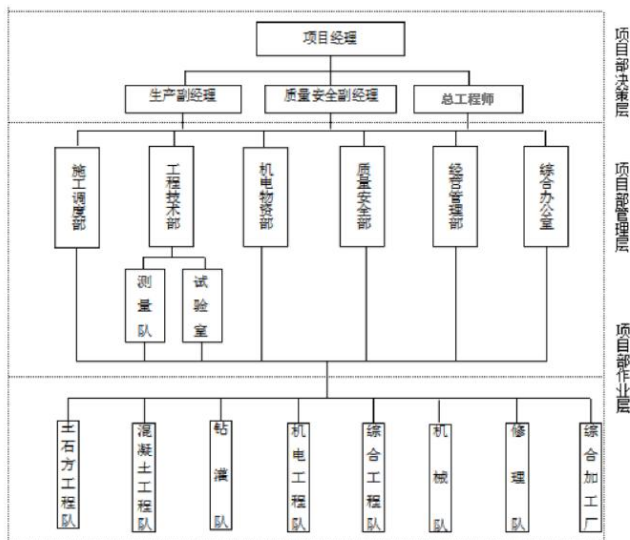 项目经理
生产副经理
质量安全副经理
总工程师
项目部决策层
施工调度部
工程技术部
机电物资部
质量安全部
经营管理部
综合办公室
项目部管理层
测量队
试验室
项目部作业层
土石方工程队
混凝土工程队
钻灌队
机电工程队
综合工程队
机械队
修理队
综合加工厂